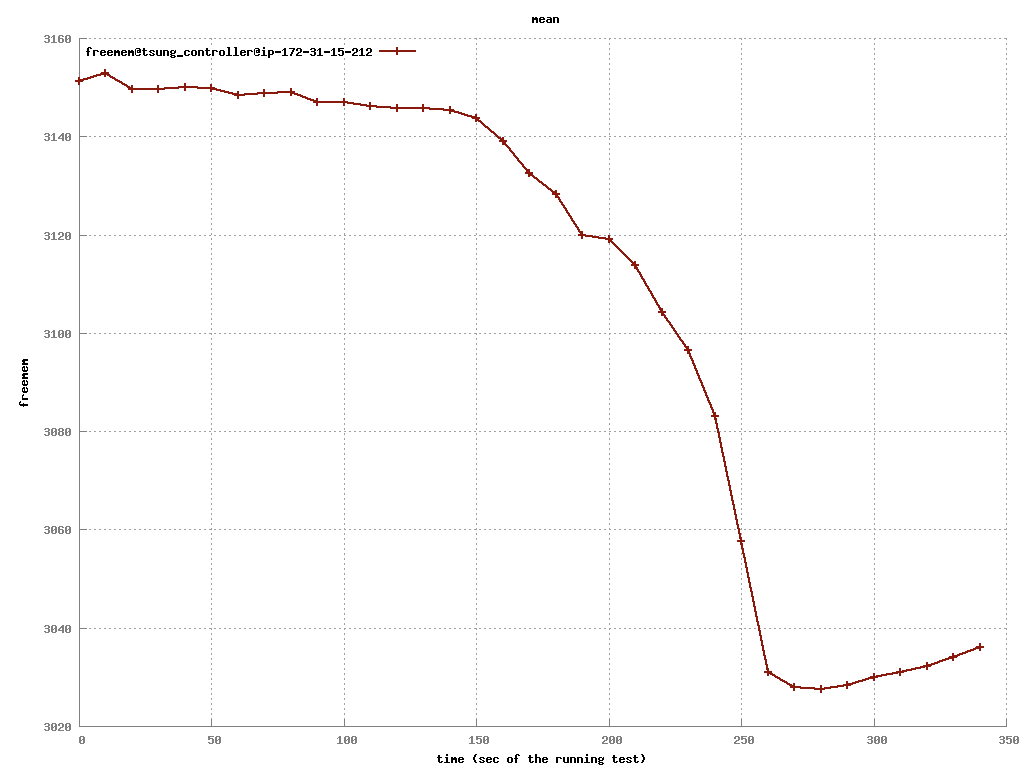 mean
3160
freemem@tsung_controller@ip-172-31-15-212
3140
3120
3100
freemem
3080
3060
3040
3020
0 50 100 150 200 250 300 350
time (sec of the running test)